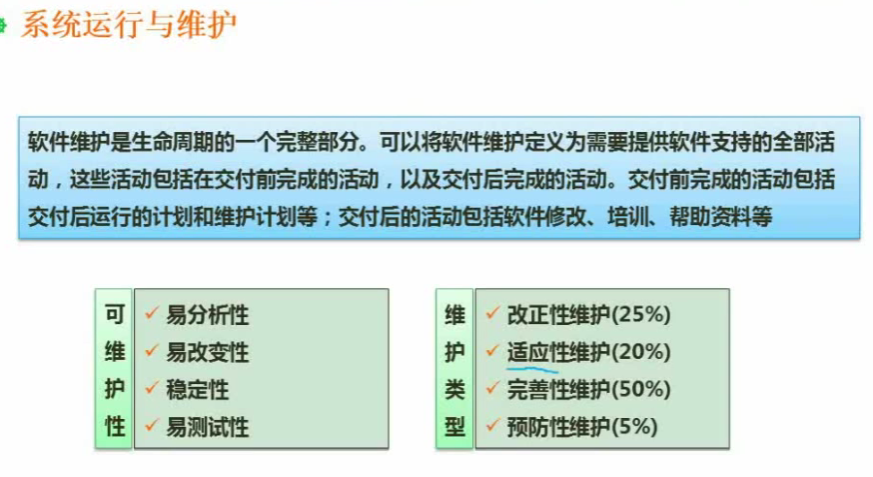 系统运行与维护
软件维护是生命周期的一个完整部分。可以将软件维护定义为需要提供软件支持的全部活
动，这些活动包括在交付前完成的活动，以及交付后完成的活动。交付前完成的活动包括
交付后运行的计划和维护计划等；交付后的活动包括软件修改、培训、帮助资料等
可维护性
✓ 易分析性
✓ 易改变性
✓ 稳定性
✓ 易测试性
维护类型
✓ 改正性维护(25%)
✓ 适应性维护(20%)
✓ 完善性维护(50%)
✓ 预防性维护(5%)